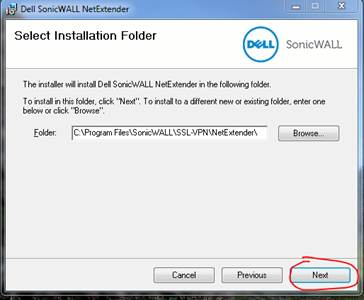 Dell SonicWALL NetExtender
Select Installation Folder
DELL SonicWALL
The installer will install Dell SonicWALL NetExtender in the following folder.
To install in this folder, click "Next". To install to a different new or existing folder, enter one
below or click "Browse".
Folder: C:\Program Files\SonicWALL\SSL-VPN\NetExtender\ Browse...
Cancel Previous Next